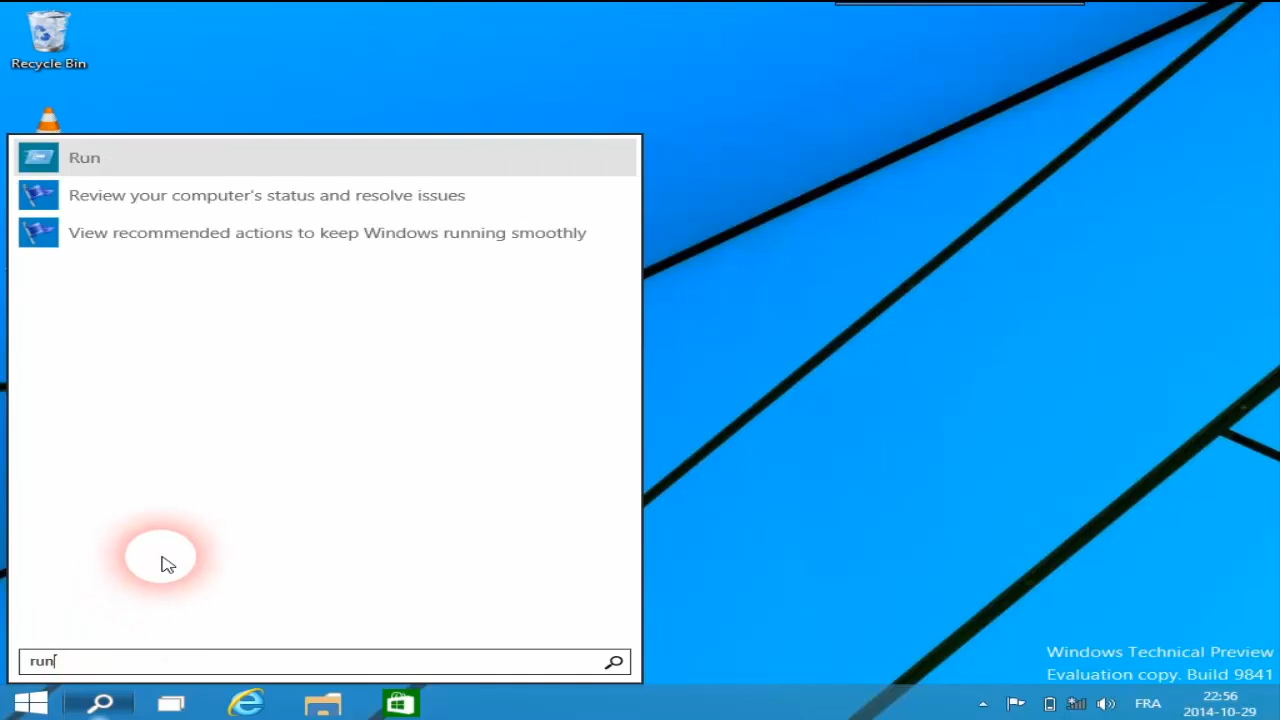 Recycle Bin
Run
Review your computer's status and resolve issues
View recommended actions to keep Windows running smoothly
run
Windows Technical Preview
Evaluation copy. Build 9841
FRA
22:56
2014-10-29